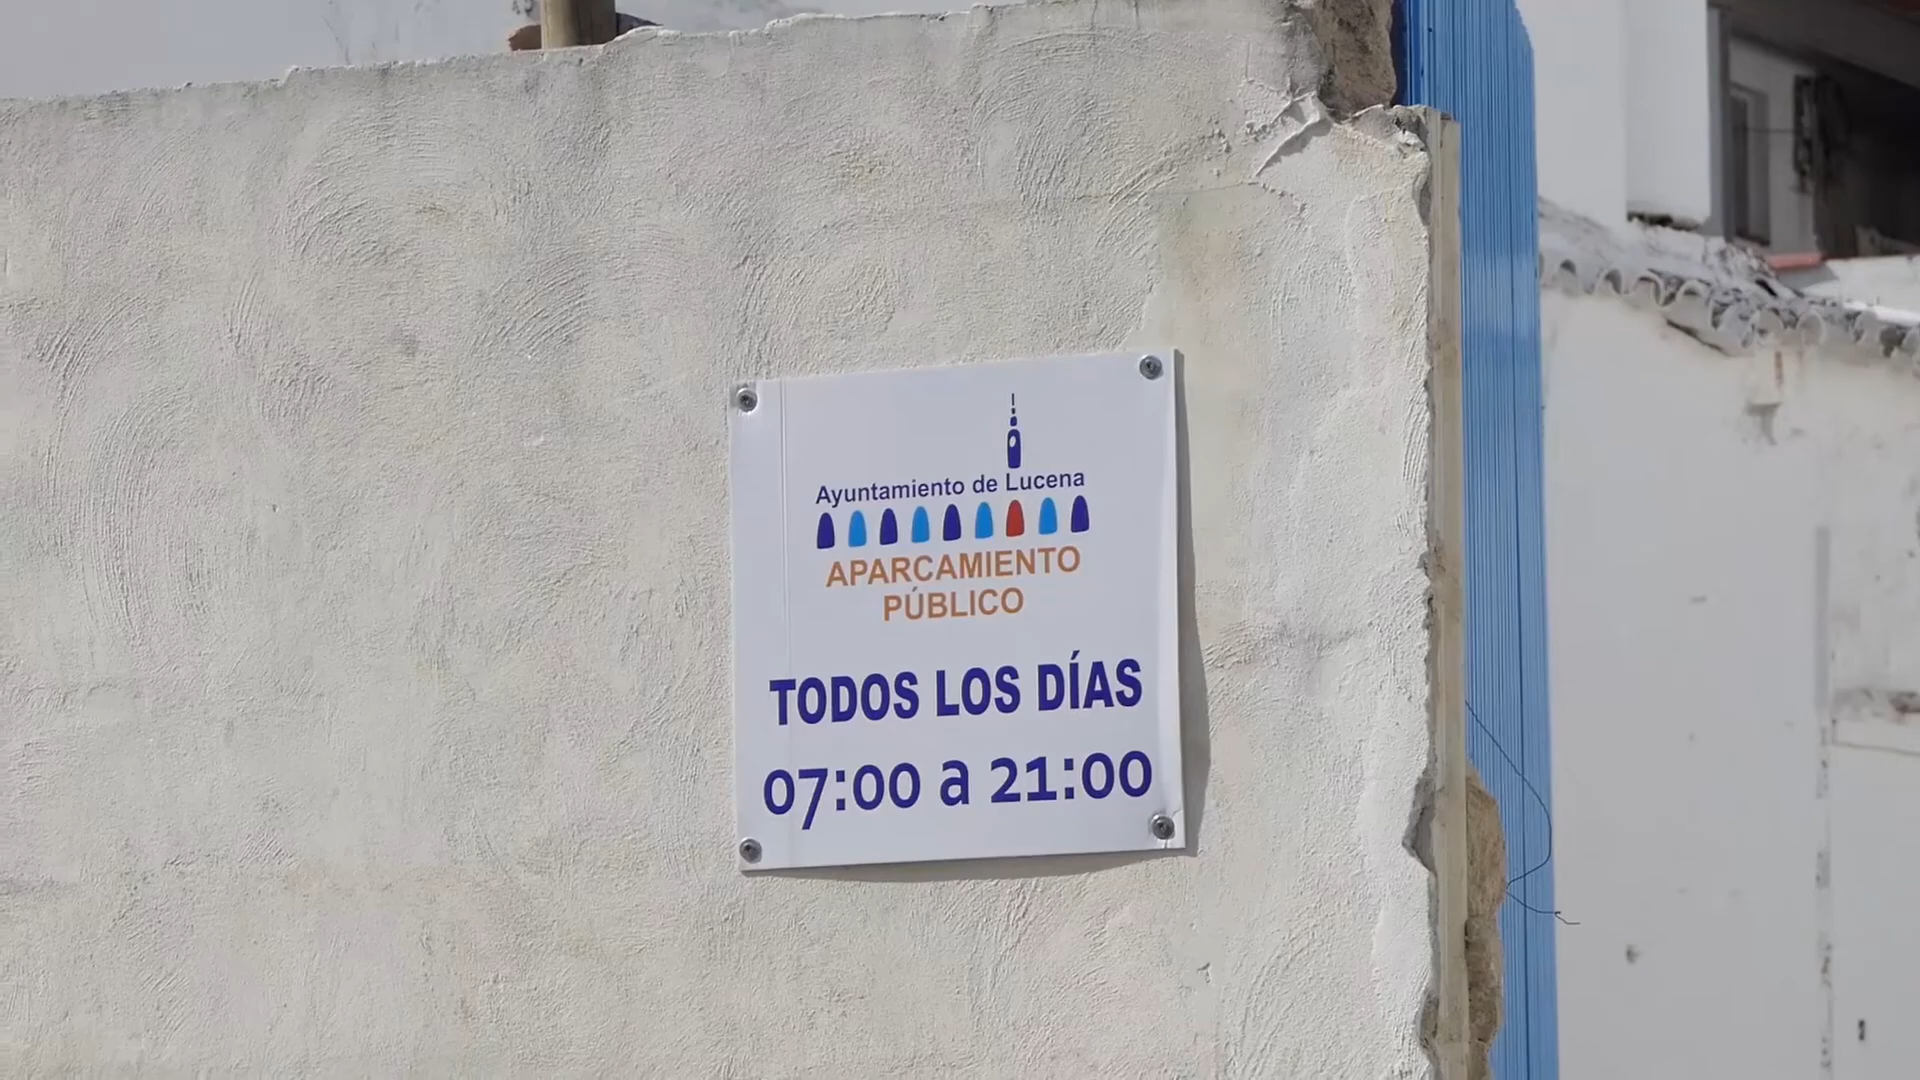 Ayuntamiento de Lucena
APARCAMIENTO
PÚBLICO
TODOS LOS DÍAS
07:00 a 21:00